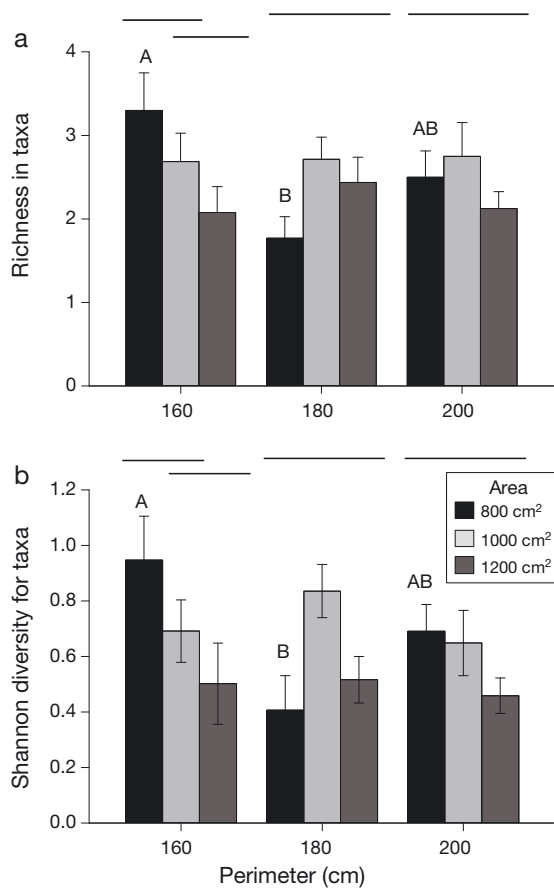 a
4
3
2
1
0
Richness in taxa
A
B
AB
160
180
200
b
1.2
1.0
0.8
0.6
0.4
0.2
0.0
Shannon diversity for taxa
A
B
AB
Area
800 cm²
1000 cm²
1200 cm²
160
180
200
Perimeter (cm)